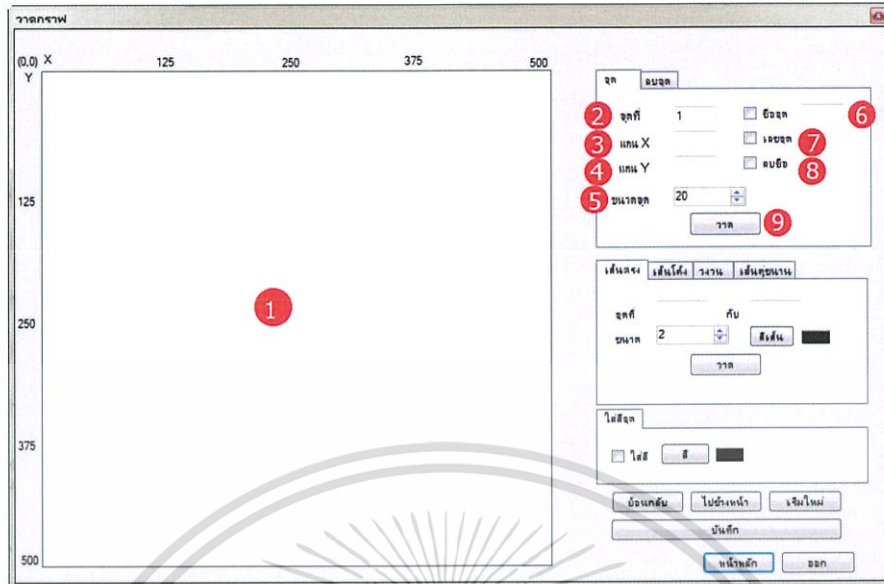 วาดกราฟ
(0,0) X 125 250 375 500
Y
125
250
375
500
1
จุด ลบจุด
2 จุดที่ 1 ชื่อจุด 6
3 แกน X เลขจุด 7
4 แกน Y ลบชื่อ 8
5 ขนาดจุด 20
วาด 9
เส้นตรง เส้นโค้ง วงวน เส้นคู่ขนาน
จุดที่ กับ
ขนาด 2 สีเส้น
วาด
ใส่สีจุด
ใส่สี สี
ย้อนกลับ ไปข้างหน้า เริ่มใหม่
บันทึก
หน้าหลัก ออก